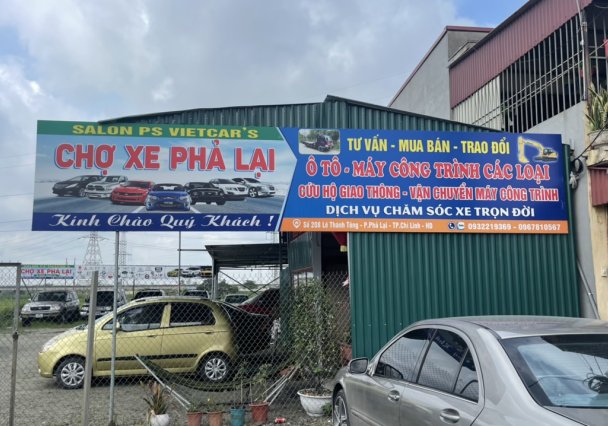 SALON PS VIETCAR'S
CHỢ XE PHẢ LẠI
Kính Chào Quý Khách !
TƯ VẤN - MUA BÁN - TRAO ĐỔI
Ô TÔ - MÁY CÔNG TRÌNH CÁC LOẠI
CỨU HỘ GIAO THÔNG - VẬN CHUYỂN MÁY CÔNG TRÌNH
DỊCH VỤ CHĂM SÓC XE TRỌN ĐỜI
Số 206 Lê Thánh Tông - P.Phả Lại - TP.Chí Linh - HD
0932219369 - 0967810567
CHỢ XE PHẢ LẠI